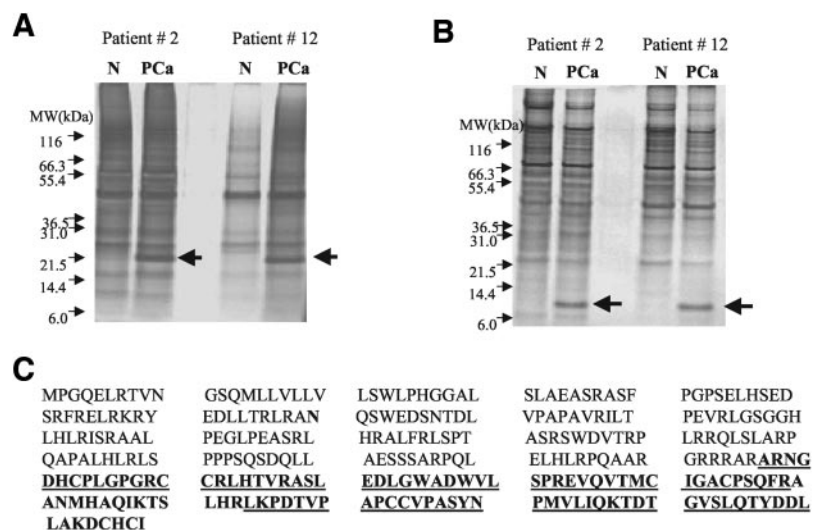 A
Patient # 2 Patient # 12
N PCa N PCa
MW(kDa)
116
66.3
55.4
36.5
31.0
21.5
14.4
6.0
B
Patient # 2 Patient # 12
N PCa N PCa
MW(kDa)
116
66.3
55.4
36.5
31.0
21.5
14.4
6.0
C
MPGQELRTVN GSQMLLVLLV LSWLPHGGAL SLAEASRASF PGPSELHSED
SRFRELRKRY EDLLTRLRAN QSWEDSNTDL VPAPAVRILT PEVRLGSGGH
LHLRISRAAL PEGLPEASRL HRALFRLSPT ASRSWDVTRP LRRQLSLARP
QAPALHLRLS PPPSQSDQLL AESSSARPQL ELHLRPQAAR GRRRARARNG
DHCPLGPGRC CRLHTVRASL EDLGWADWVL SPREVQVTMC IGACPSQFRA
ANMHAQIKTS LHRLKPDTVP APCCVPASYN PMVLIQKTDT GVSLQTYDDL
LAKDCHCI